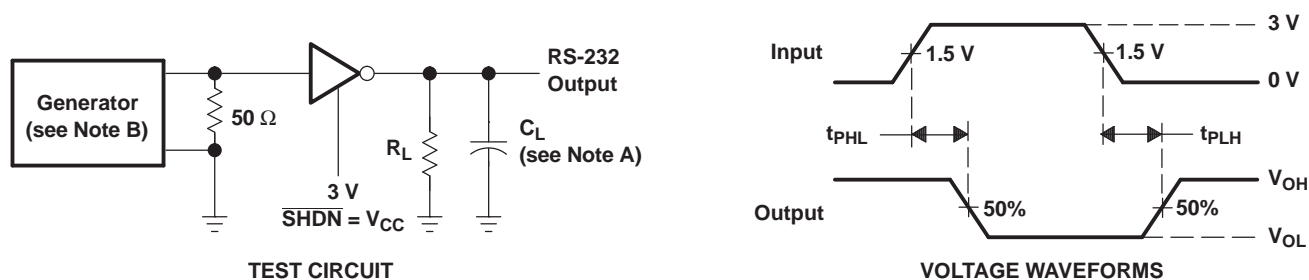 Generator
(see Note B)
50 Ω
3 V
SHDN = VCC
RL
CL
(see Note A)
RS-232
Output
TEST CIRCUIT
Input
1.5 V
1.5 V
3 V
0 V
tPHL
tPLH
Output
50%
50%
VOH
VOL
VOLTAGE WAVEFORMS